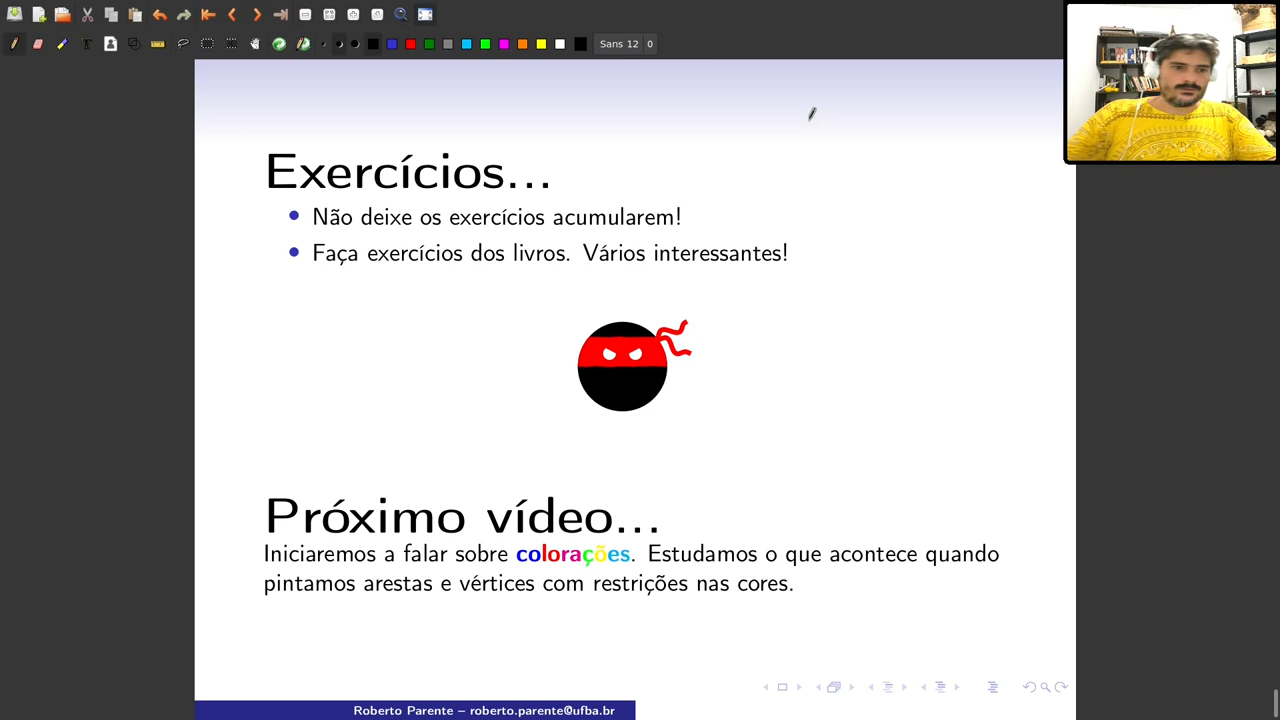 Sans 12 0
Exercícios...
Não deixe os exercícios acumularem!
Faça exercícios dos livros. Vários interessantes!
Próximo vídeo...
Iniciaremos a falar sobre colorações. Estudamos o que acontece quando
pintamos arestas e vértices com restrições nas cores.
Roberto Parente – roberto.parente@ufba.br